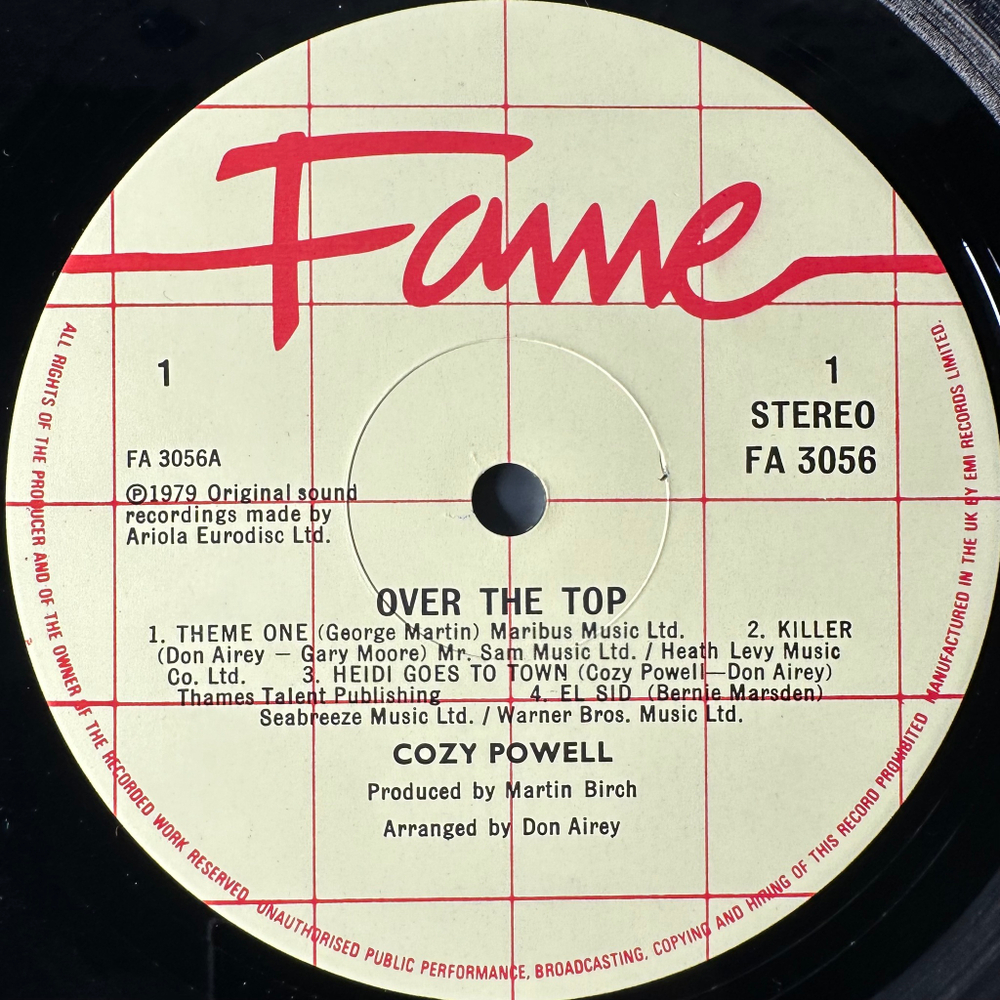 Fame
1
1
STEREO
FA 3056A
FA 3056
℗1979 Original sound
recordings made by
Ariola Eurodisc Ltd.
OVER THE TOP
1. THEME ONE (George Martin) Maribus Music Ltd. 2. KILLER
(Don Airey — Gary Moore) Mr. Sam Music Ltd. / Heath Levy Music
Co. Ltd. 3. HEIDI GOES TO TOWN (Cozy Powell—Don Airey)
Thames Talent Publishing 4. EL SID (Bernie Marsden)
Seabreeze Music Ltd. / Warner Bros. Music Ltd.
COZY POWELL
Produced by Martin Birch
Arranged by Don Airey
ALL RIGHTS OF THE PRODUCER AND OF THE OWNER OF THE RECORDED WORK RESERVED UNAUTHORISED PUBLIC PERFORMANCE, BROADCASTING, COPYING AND HIRING OF THIS RECORD PROHIBITED MANUFACTURED IN THE UK BY EMI RECORDS LIMITED.